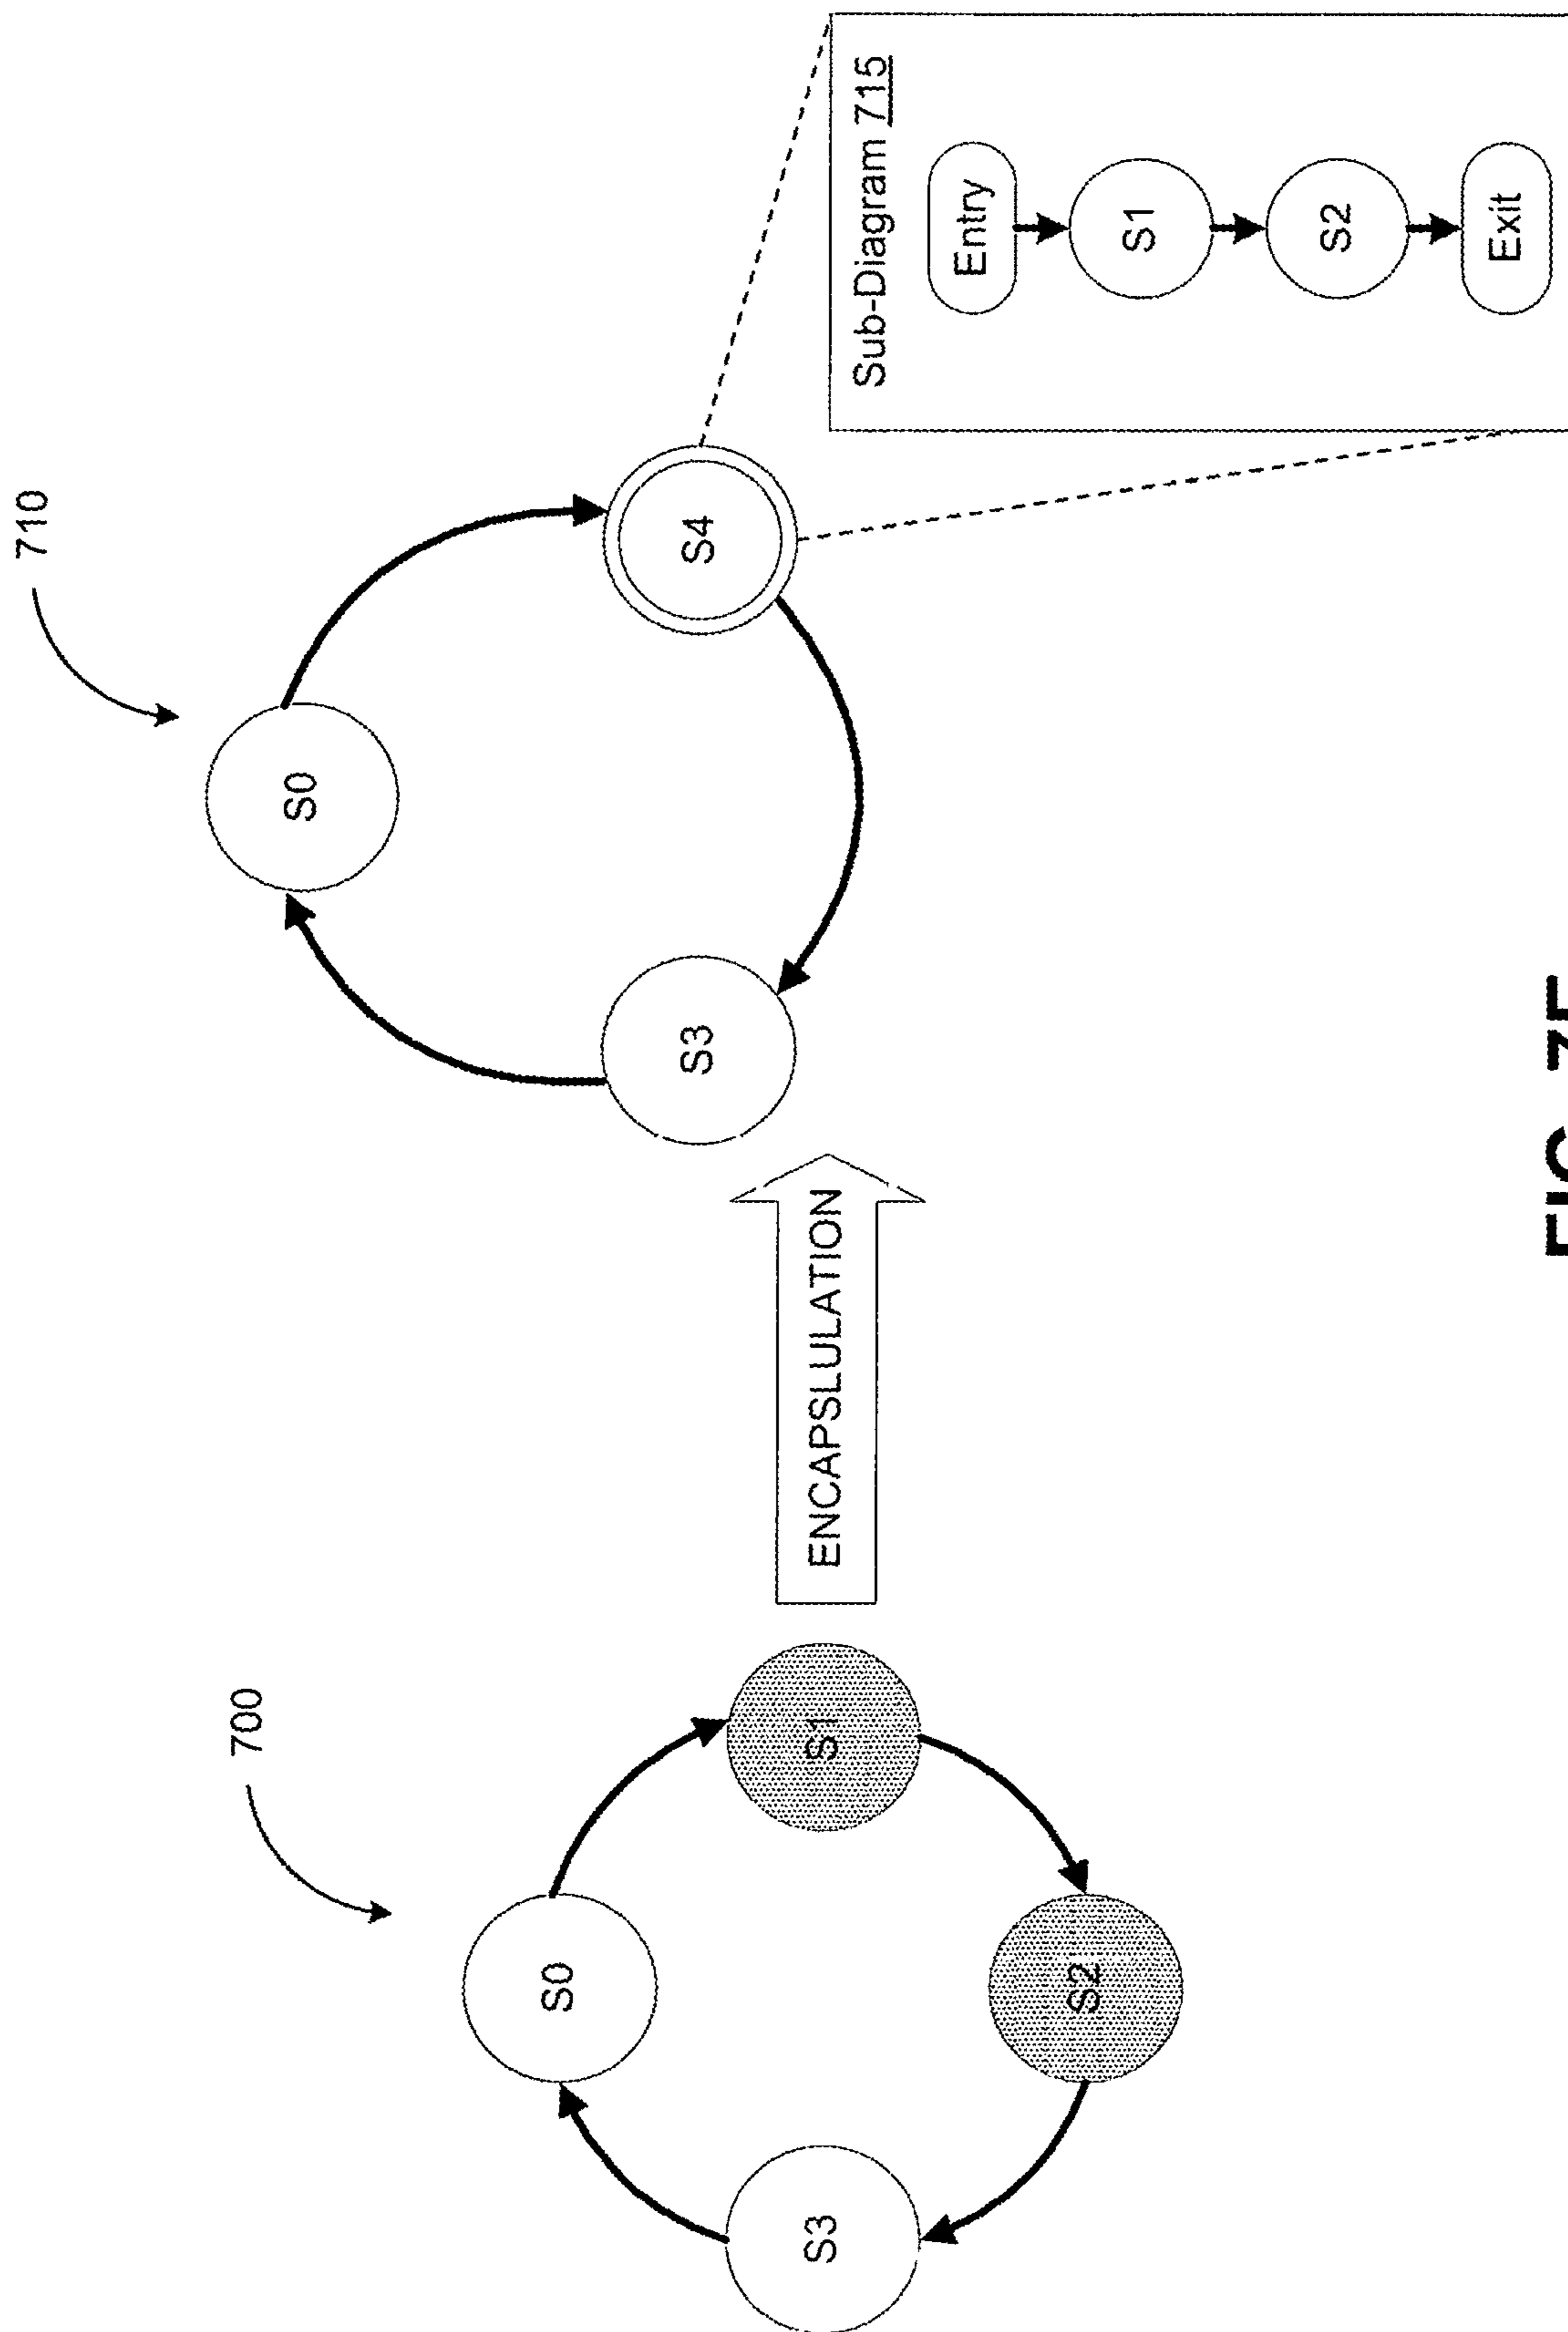 700
S0
S3
S1
S2
ENCAPSLULATION
710
S0
S3
S4
Sub-Diagram 715
Entry
S1
S2
Exit